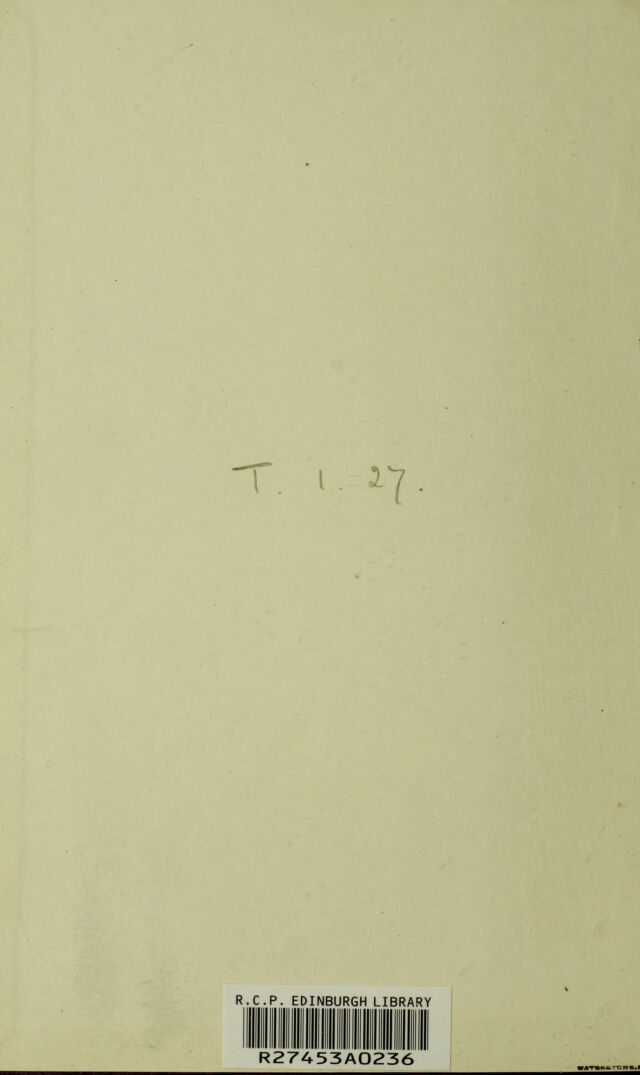 T. 1. 27.
R.C.P. EDINBURGH LIBRARY
R27453A0236